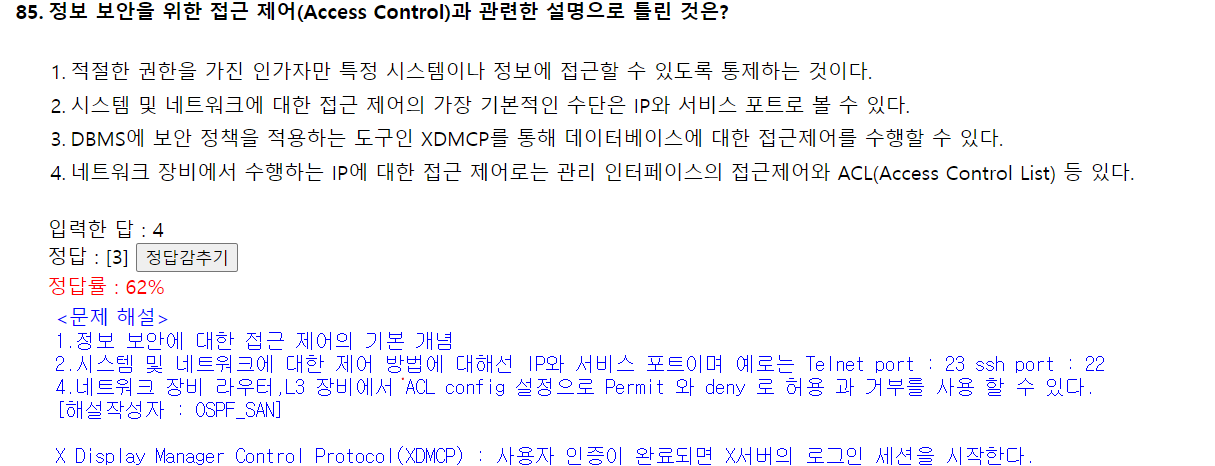 85. 정보 보안을 위한 접근 제어(Access Control)과 관련한 설명으로 틀린 것은?
1. 적절한 권한을 가진 인가자만 특정 시스템이나 정보에 접근할 수 있도록 통제하는 것이다.
2. 시스템 및 네트워크에 대한 접근 제어의 가장 기본적인 수단은 IP와 서비스 포트로 볼 수 있다.
3. DBMS에 보안 정책을 적용하는 도구인 XDMCP를 통해 데이터베이스에 대한 접근제어를 수행할 수 있다.
4. 네트워크 장비에서 수행하는 IP에 대한 접근 제어로는 관리 인터페이스의 접근제어와 ACL(Access Control List) 등 있다.
입력한 답 : 4
정답 : [3] 정답감추기
정답률 : 62%
<문제 해설>
1.정보 보안에 대한 접근 제어의 기본 개념
2.시스템 및 네트워크에 대한 제어 방법에 대해선 IP와 서비스 포트이며 예로는 Telnet port : 23 ssh port : 22
4.네트워크 장비 라우터,L3 장비에서 ACL config 설정으로 Permit 와 deny 로 허용 과 거부를 사용 할 수 있다.
[해설작성자 : OSPF_SAN]
X Display Manager Control Protocol(XDMCP) : 사용자 인증이 완료되면 X서버의 로그인 세션을 시작한다.